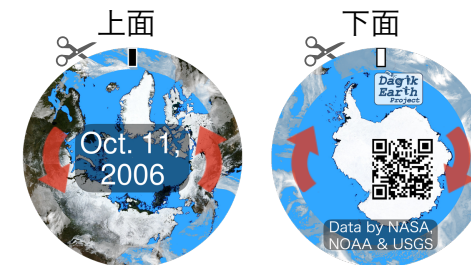 上面
下面
Oct. 11,
2006
Dagik
Earth
Project
Data by NASA,
NOAA & USGS